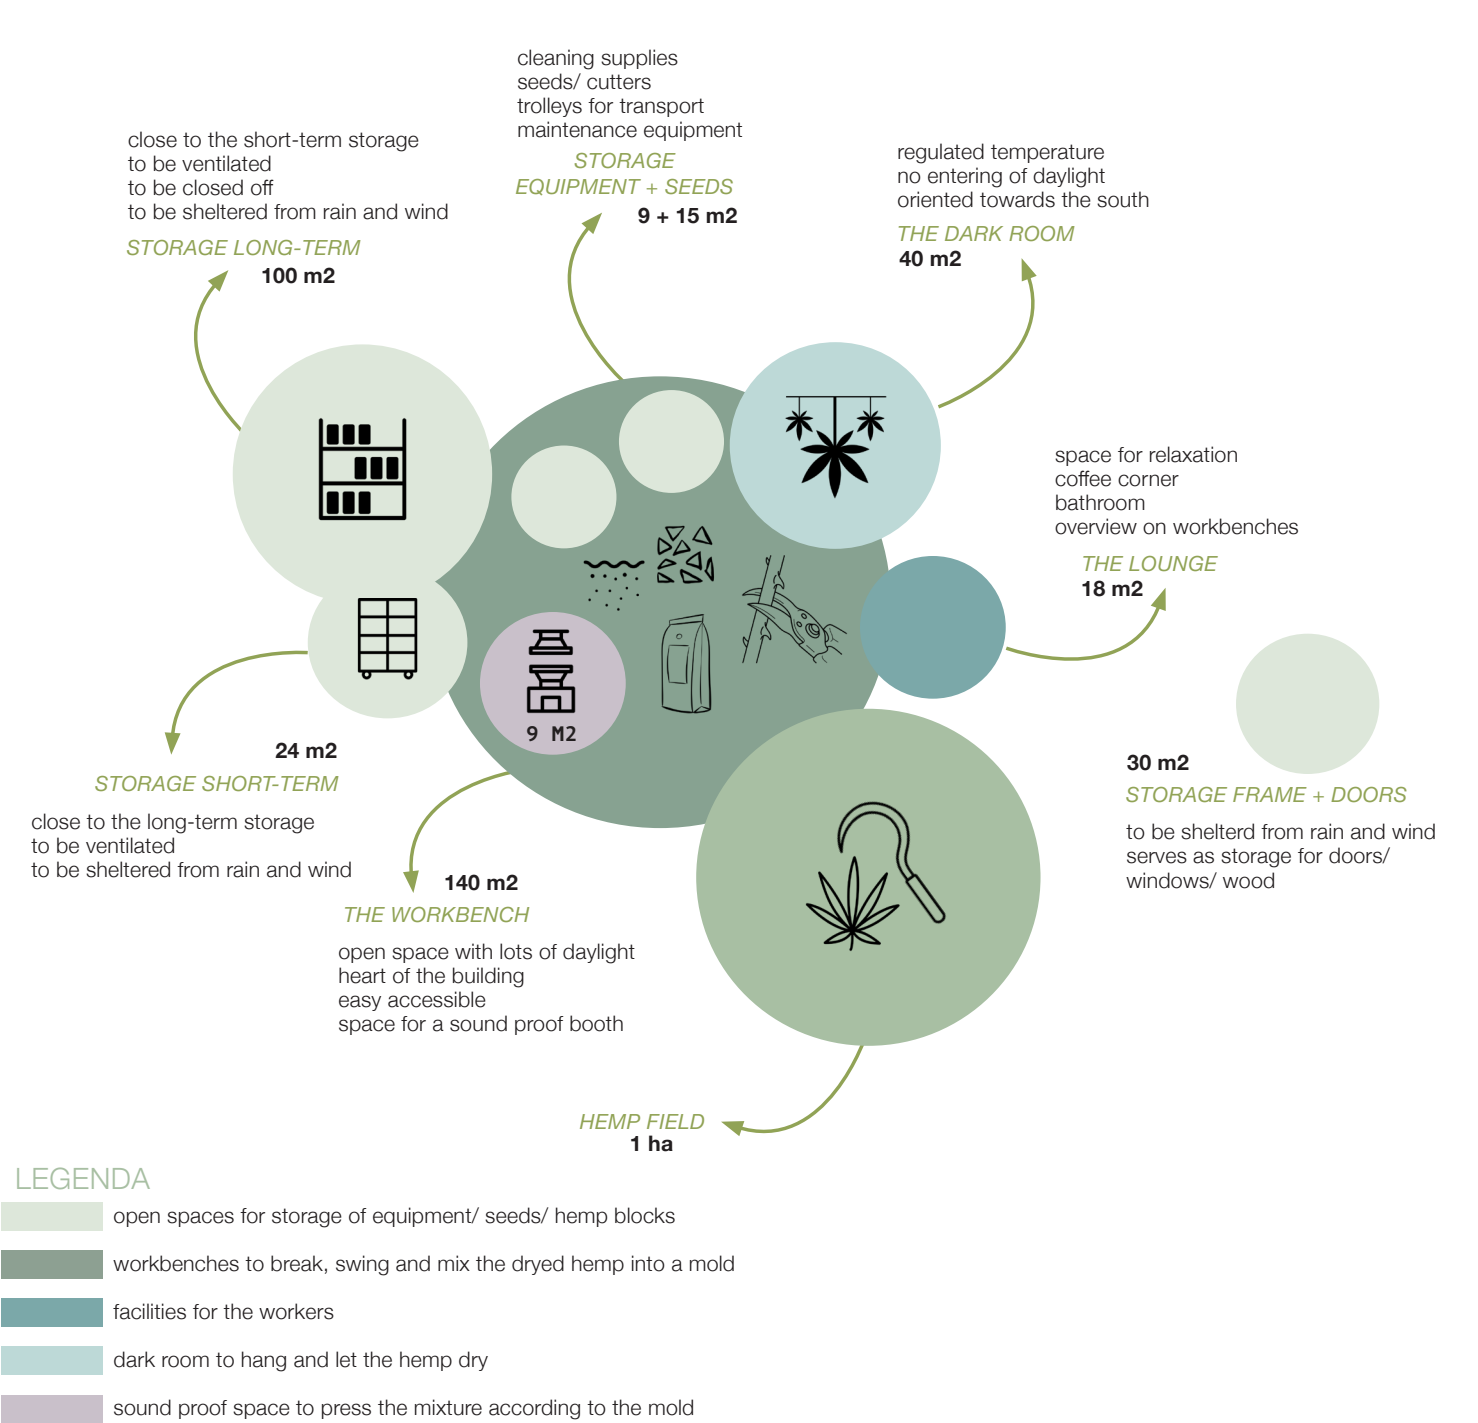 cleaning supplies
seeds/ cutters
trolleys for transport
maintenance equipment
STORAGE
EQUIPMENT + SEEDS
9 + 15 m2
close to the short-term storage
to be ventilated
to be closed off
to be sheltered from rain and wind
STORAGE LONG-TERM
100 m2
regulated temperature
no entering of daylight
oriented towards the south
THE DARK ROOM
40 m2
space for relaxation
coffee corner
bathroom
overview on workbenches
THE LOUNGE
18 m2
9 M2
24 m2
STORAGE SHORT-TERM
close to the long-term storage
to be ventilated
to be sheltered from rain and wind
30 m2
STORAGE FRAME + DOORS
to be shelterd from rain and wind
serves as storage for doors/
windows/ wood
140 m2
THE WORKBENCH
open space with lots of daylight
heart of the building
easy accessible
space for a sound proof booth
HEMP FIELD
1 ha
LEGENDA
open spaces for storage of equipment/ seeds/ hemp blocks
workbenches to break, swing and mix the dryed hemp into a mold
facilities for the workers
dark room to hang and let the hemp dry
sound proof space to press the mixture according to the mold